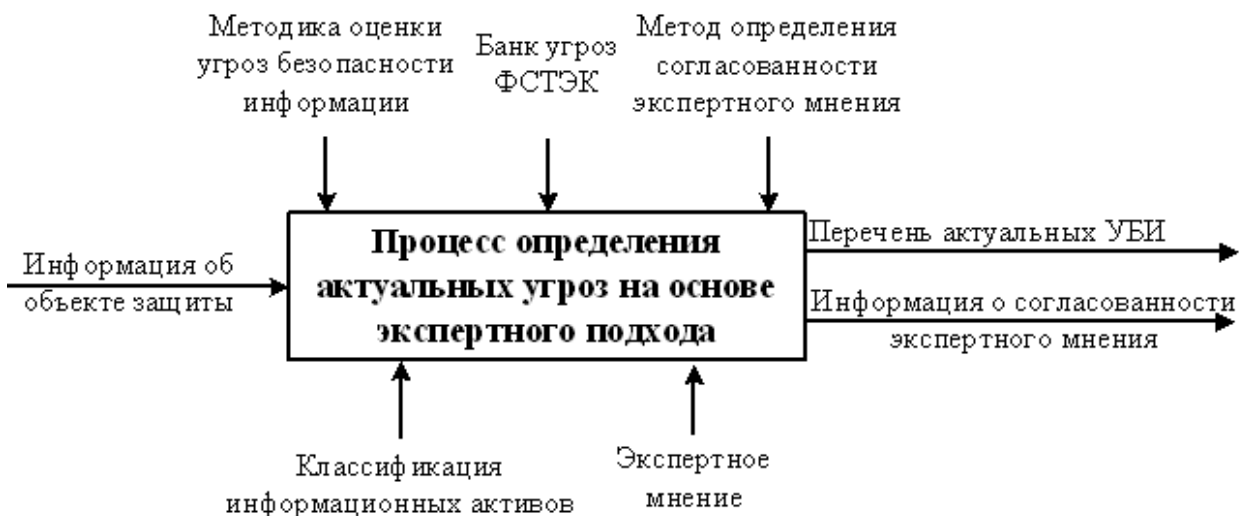 Методика оценки
угроз безопасности
информации
Банк угроз
ФСТЭК
Метод определения
согласованности
экспертного мнения
Информация об
объекте защиты
Процесс определения
актуальных угроз на основе
экспертного подхода
Перечень актуальных УБИ
Информация о согласованности
экспертного мнения
Классификация
информационных активов
Экспертное
мнение